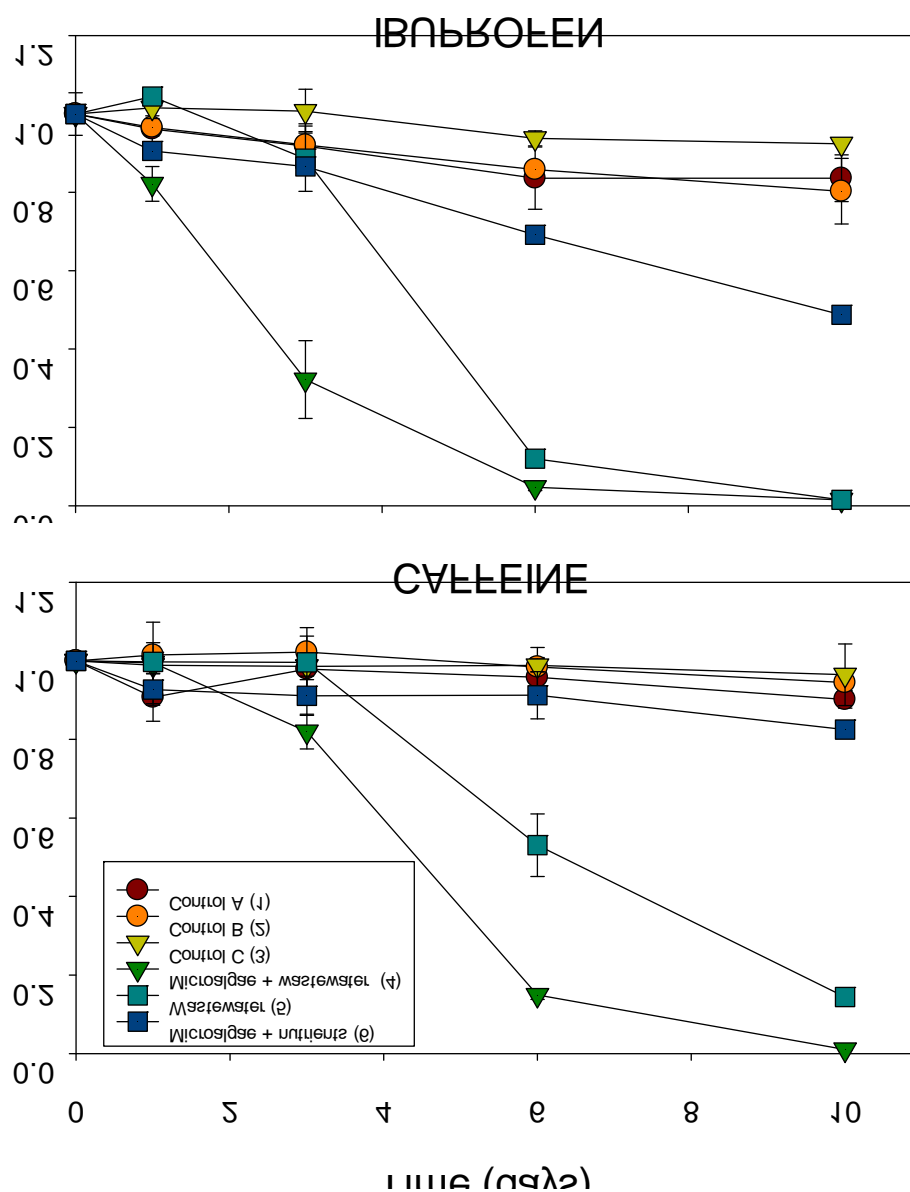 IBUPROFEN
1.2
1.0
0.8
0.6
0.4
0.2
0.0
CAFFEINE
1.2
1.0
0.8
0.6
0.4
0.2
0.0
Control A (1)
Control B (2)
Control C (3)
Microalgae + wastewater (4)
Wastewater (5)
Microalgae + nutrients (6)
0 2 4 6 8 10
Time (days)